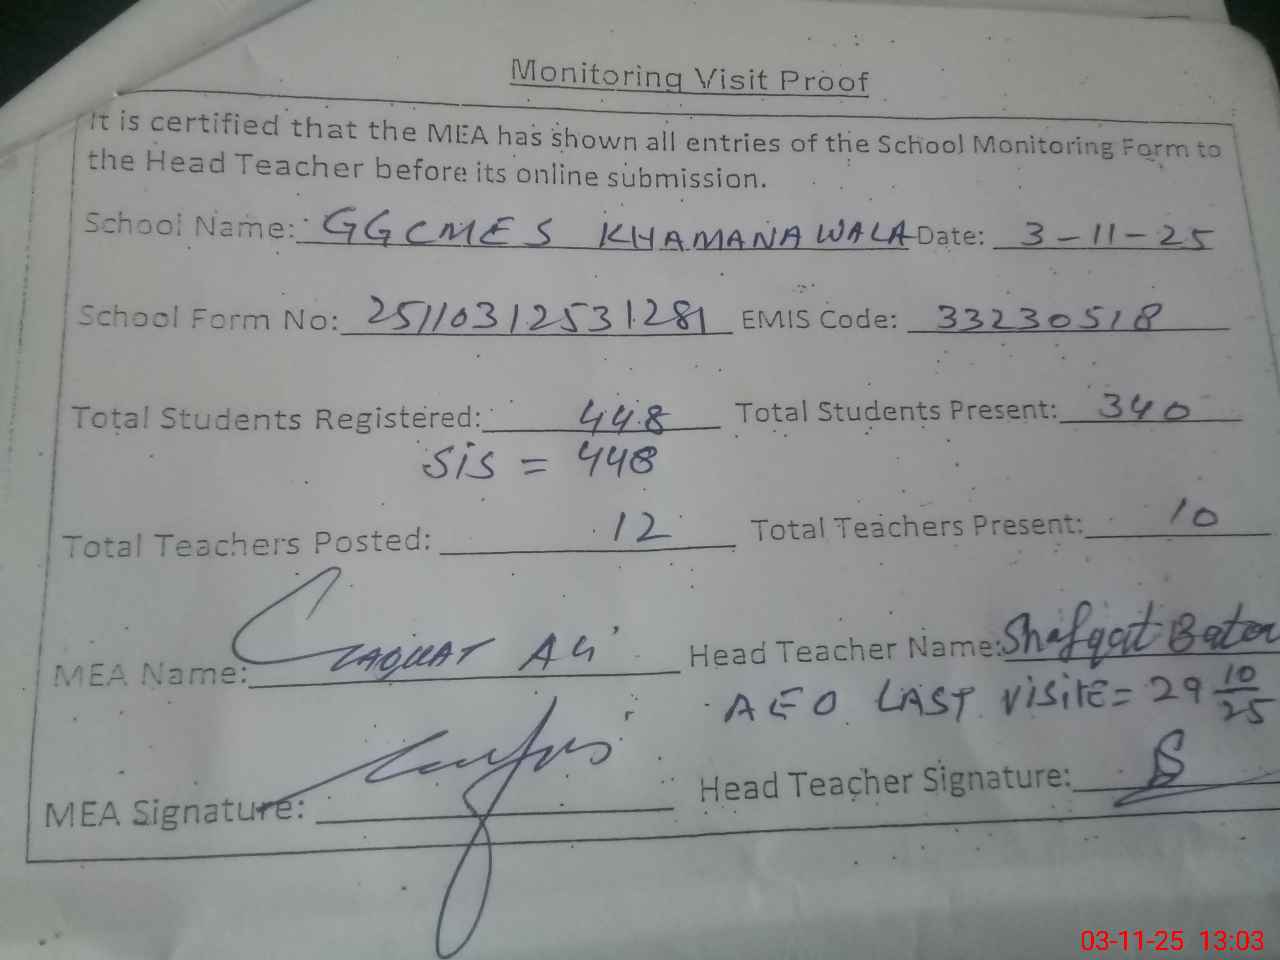 Monitoring Visit Proof
It is certified that the MEA has shown all entries of the School Monitoring Form to
the Head Teacher before its online submission.
School Name: GGCMES KHAMANAWALA Date: 3-11-25
School Form No: 2511031253 1281 EMIS Code: 33230518
Total Students Registered: 448 Total Students Present: 340
SiS = 448
Total Teachers Posted: 12 Total Teachers Present: 10
MEA Name: LIAQUAT Ali Head Teacher Name: Shafqat Batool
AEO LAST VISITE = 29 10/25
MEA Signature: Head Teacher Signature:
03-11-25 13:03